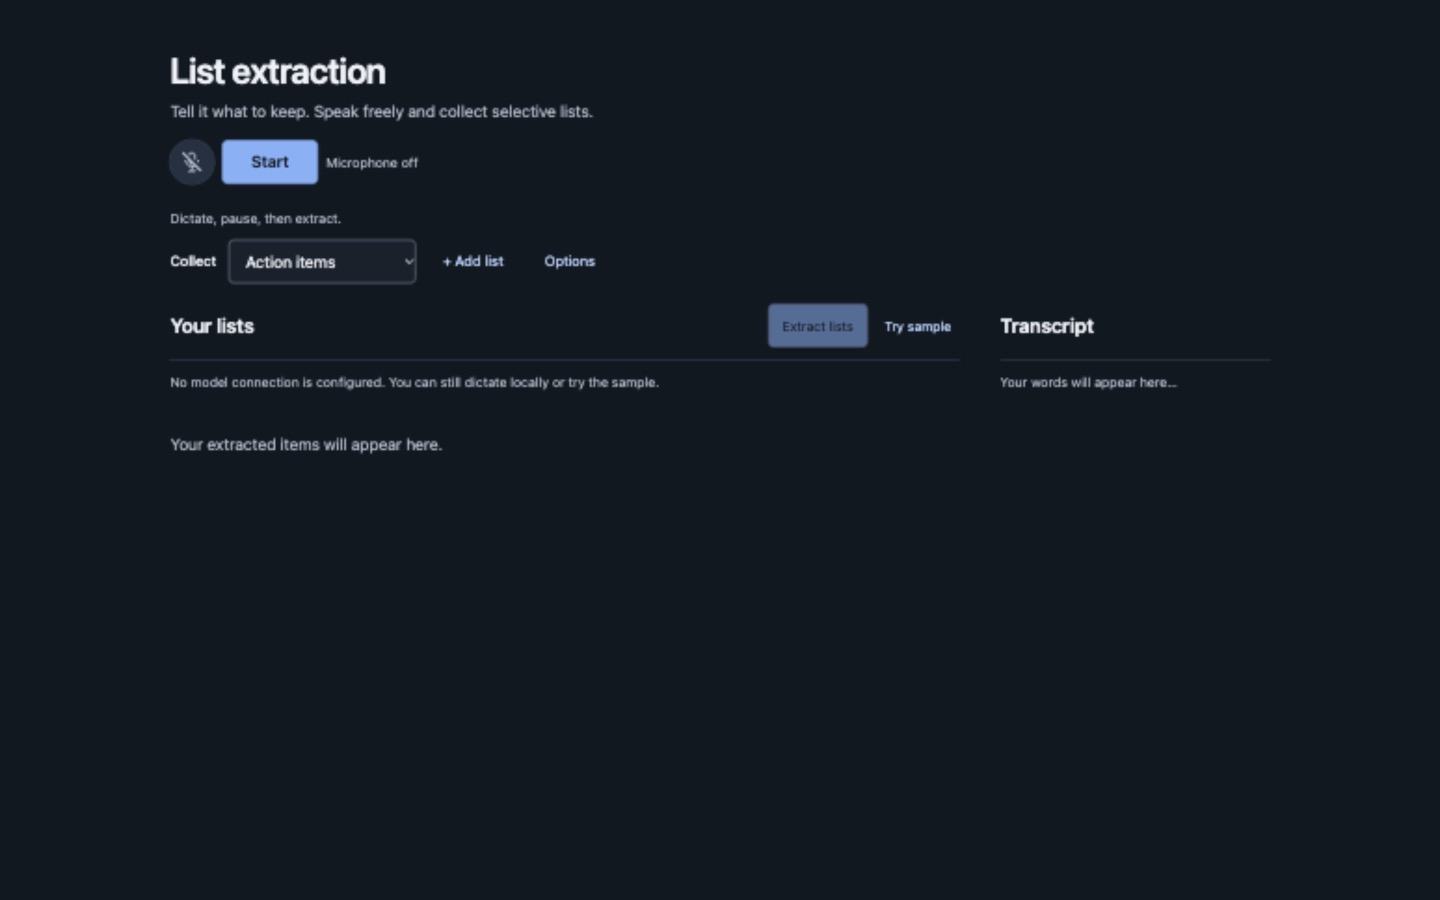 List extraction
Tell it what to keep. Speak freely and collect selective lists.
Start
Microphone off
Dictate, pause, then extract.
Collect
Action items
+ Add list
Options
Your lists
Extract lists
Try sample
No model connection is configured. You can still dictate locally or try the sample.
Your extracted items will appear here.
Transcript
Your words will appear here...